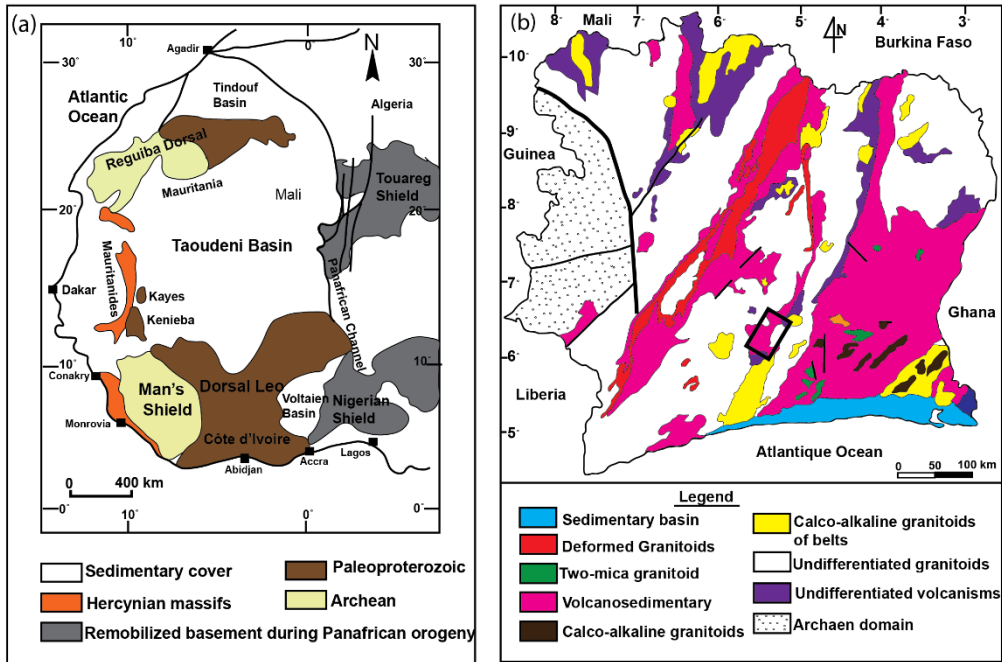 (a)
10˚
0
Agadir
N
30˚
30˚
Tindouf
Basin
Atlantic
Ocean
Algeria
Reguiba Dorsal
Mauritania
Mali
Touareg
Shield
20˚
20˚
Taoudeni Basin
Mauritanides
Panafrican Channel
Dakar
Kayes
Kenieba
10˚
10˚
Conakry
Man's
Shield
Dorsal Leo
Voltaien
Basin
Nigerian
Shield
Monrovia
Côte d'Ivoire
Abidjan
Accra
Lagos
0
400 km
0˚
0˚
10˚
0˚
Sedimentary cover
Paleoproterozoic
Hercynian massifs
Archean
Remobilized basement during Panafrican orogeny
(b)
8˚
Mali
7˚
6˚
5˚
N
4˚
3˚
Burkina Faso
10˚
9˚
Guinea
8˚
7˚
Ghana
6˚
Liberia
5˚
Atlantique Ocean
0 50 100 km
Legend
Sedimentary basin
Deformed Granitoids
Two-mica granitoid
Volcanosedimentary
Calco-alkaline granitoids
Calco-alkaline granitoids
of belts
Undifferentiated granitoids
Undifferentiated volcanisms
Archaen domain